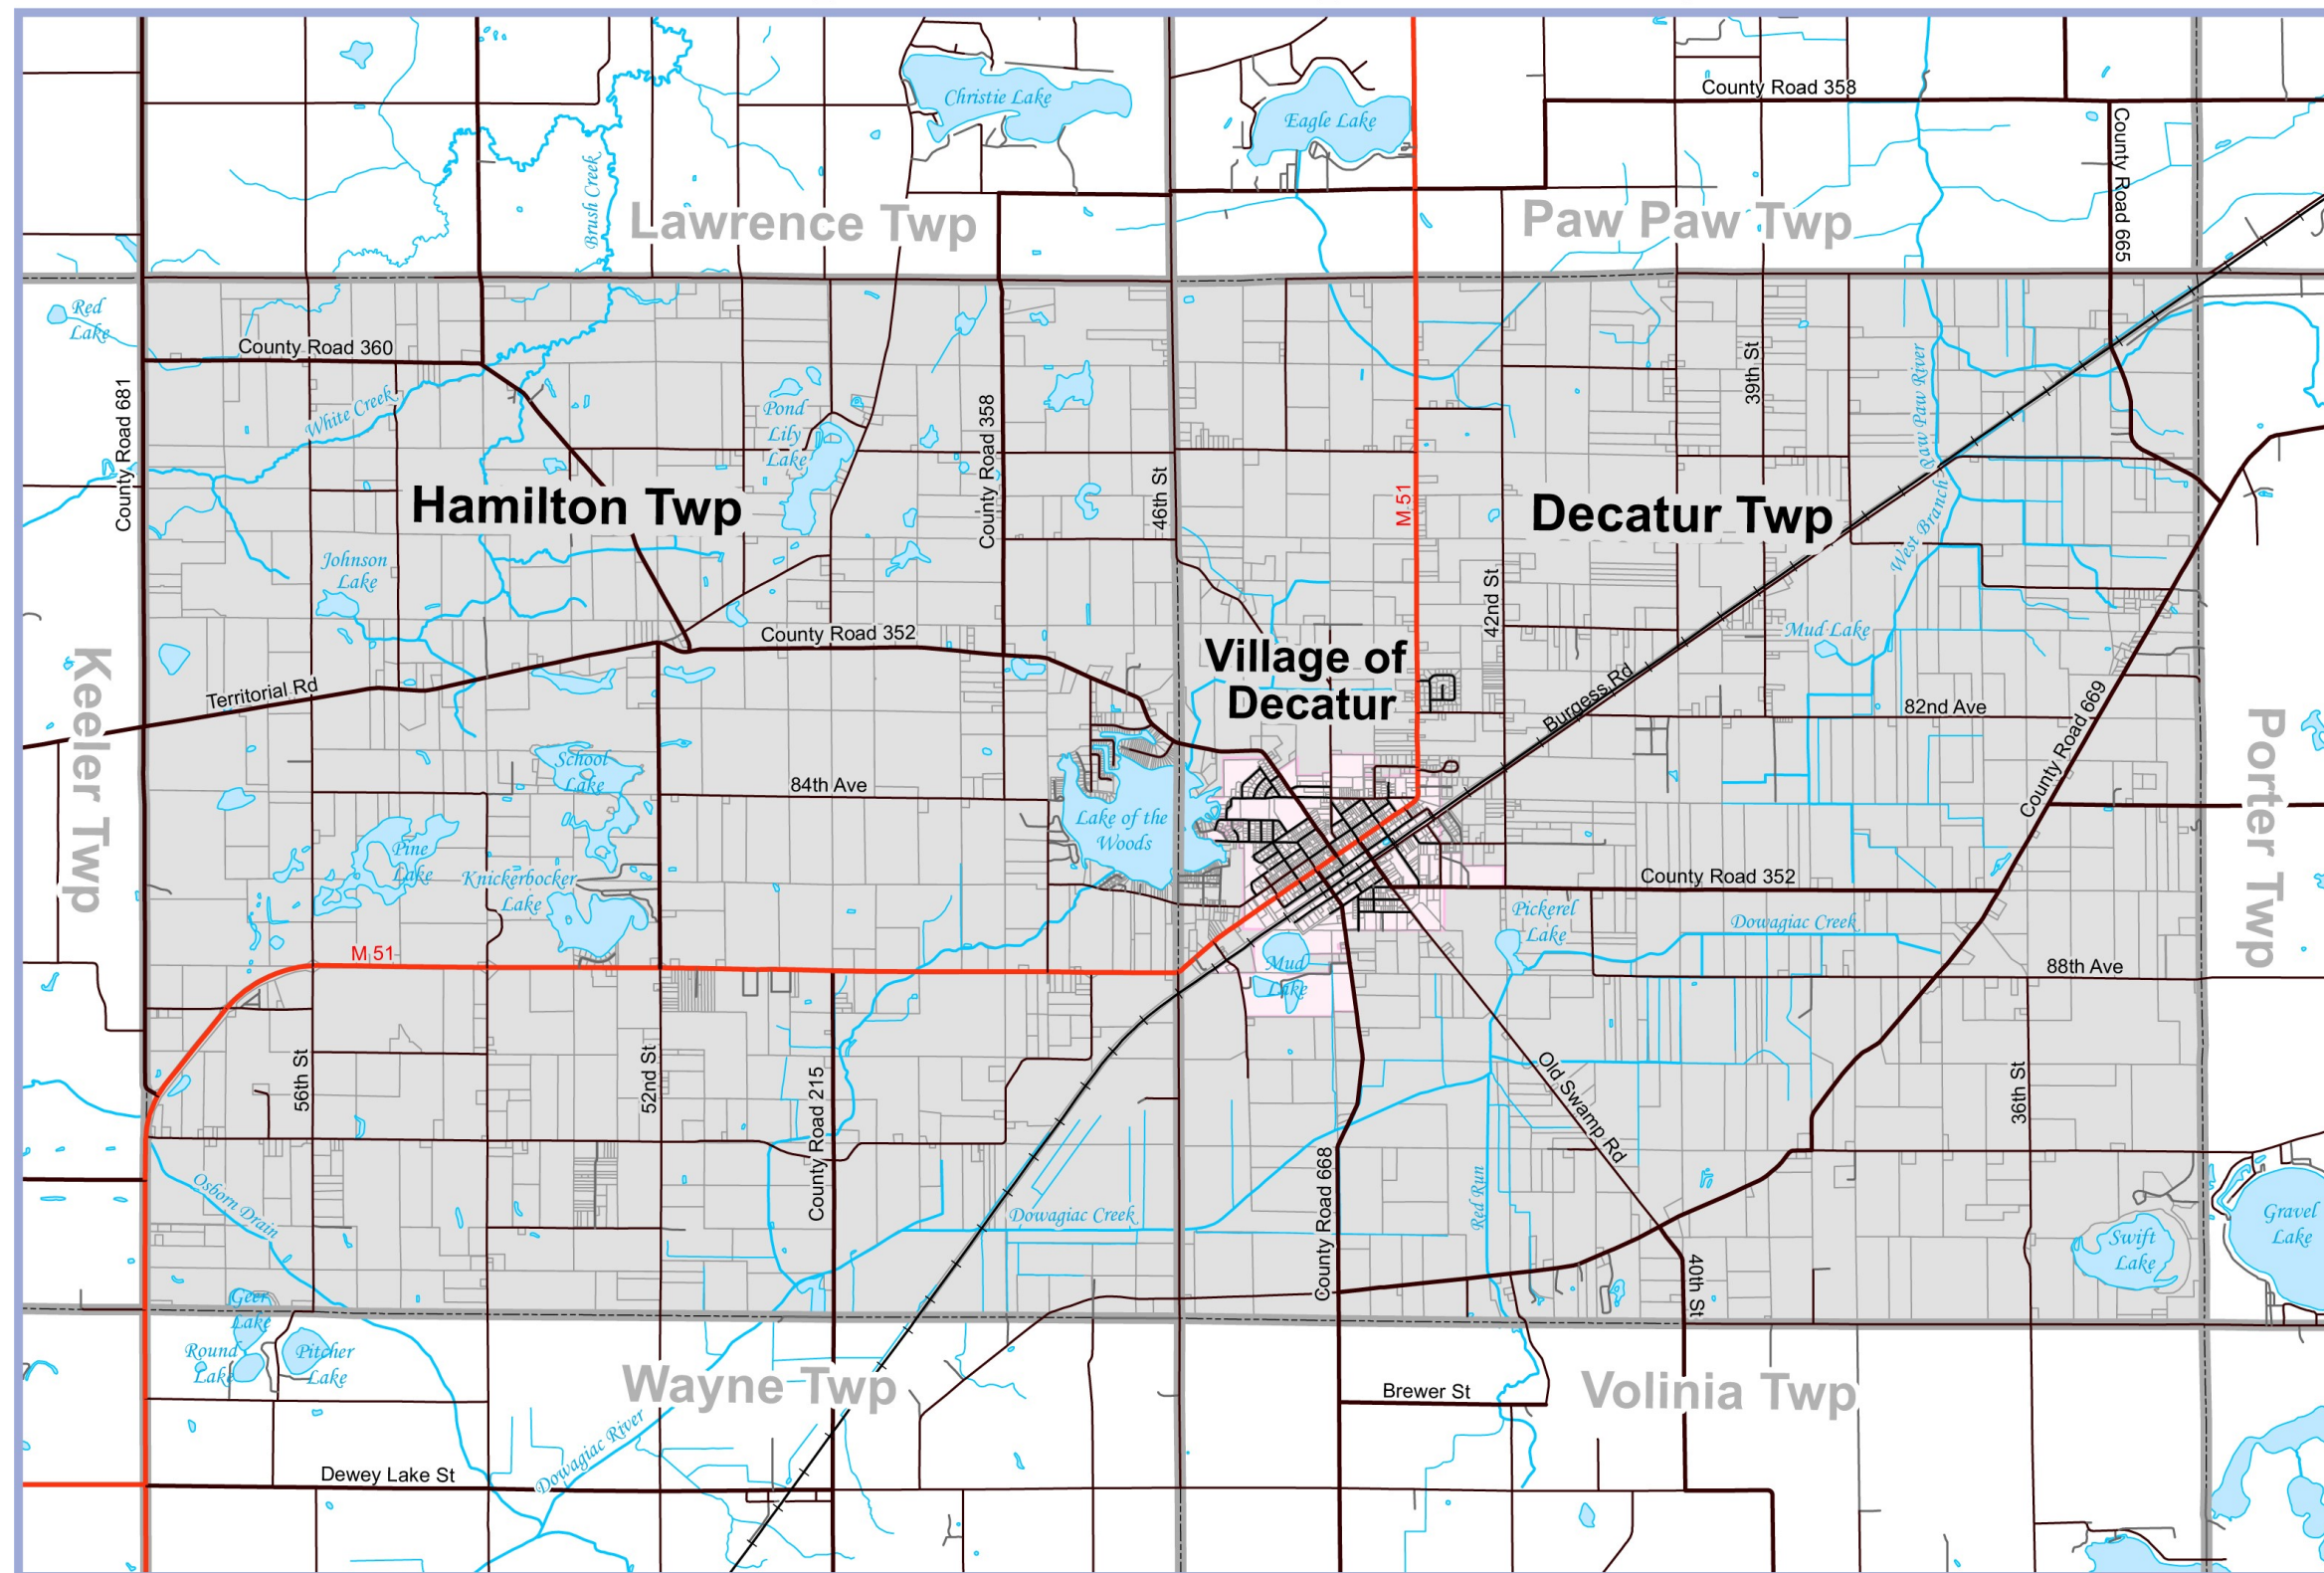 County Road 358
Christie Lake
Eagle Lake
County Road 665
Brush Creek
Lawrence Twp
Paw Paw Twp
Red
Lake
County Road 360
County Road 681
White Creek
Pond
Lily
Lake
County Road 358
46th St
M 51
39th St
Paw Paw River
West Branch
Hamilton Twp
Decatur Twp
Johnson
Lake
42nd St
County Road 352
Village of
Decatur
Mud Lake
Burgess Rd
Territorial Rd
82nd Ave
County Road 669
Keeler Twp
Porter Twp
School
Lake
84th Ave
Lake of the
Woods
Pine
Lake
Knickerbocker
Lake
County Road 352
Pickerel
Lake
Dowagiac Creek
M 51
Mud
Lake
88th Ave
56th St
52nd St
County Road 215
Old Swamp Rd
36th St
Osborn Drain
Dowagiac Creek
County Road 668
Red Run
40th St
Swift
Lake
Gravel
Lake
Geer
Lake
Round
Lake
Pitcher
Lake
Wayne Twp
Brewer St
Volinia Twp
Dowagiac River
Dewey Lake St